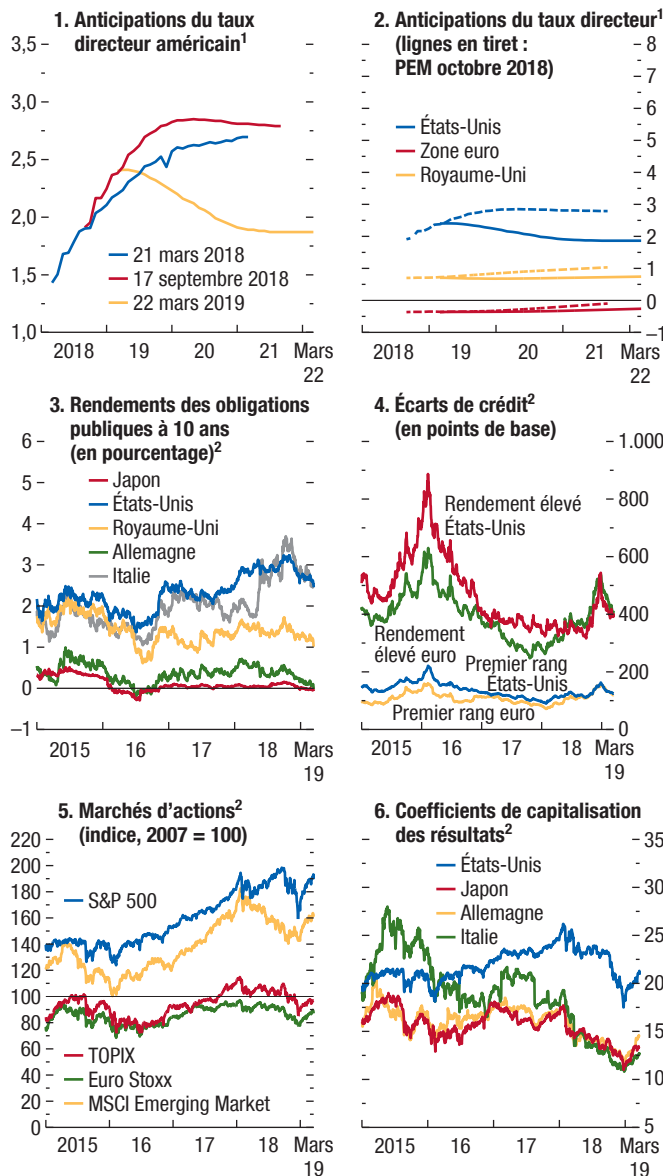 1. Anticipations du taux
directeur américain¹
3,5
3,0
2,5
2,0
1,5
1,0
21 mars 2018
17 septembre 2018
22 mars 2019
2018 19 20 21 Mars
22
2. Anticipations du taux directeur¹
(lignes en tiret :
PEM octobre 2018)
États-Unis
Zone euro
Royaume-Uni
8
7
6
5
4
3
2
1
0
–1
2018 19 20 21 Mars
22
3. Rendements des obligations
publiques à 10 ans
(en pourcentage)²
6
5
4
3
2
1
0
–1
Japon
États-Unis
Royaume-Uni
Allemagne
Italie
2015 16 17 18 Mars
19
4. Écarts de crédit²
(en points de base)
1.000
800
600
400
200
0
Rendement élevé
États-Unis
Rendement
élevé euro
Premier rang
États-Unis
Premier rang euro
2015 16 17 18 Mars
19
5. Marchés d’actions²
(indice, 2007 = 100)
220
200
180
160
140
120
100
80
60
40
20
0
S&P 500
TOPIX
Euro Stoxx
MSCI Emerging Market
2015 16 17 18 Mars
19
6. Coefficients de capitalisation
des résultats²
États-Unis
Japon
Allemagne
Italie
35
30
25
20
15
10
5
2015 16 17 18 Mars
19